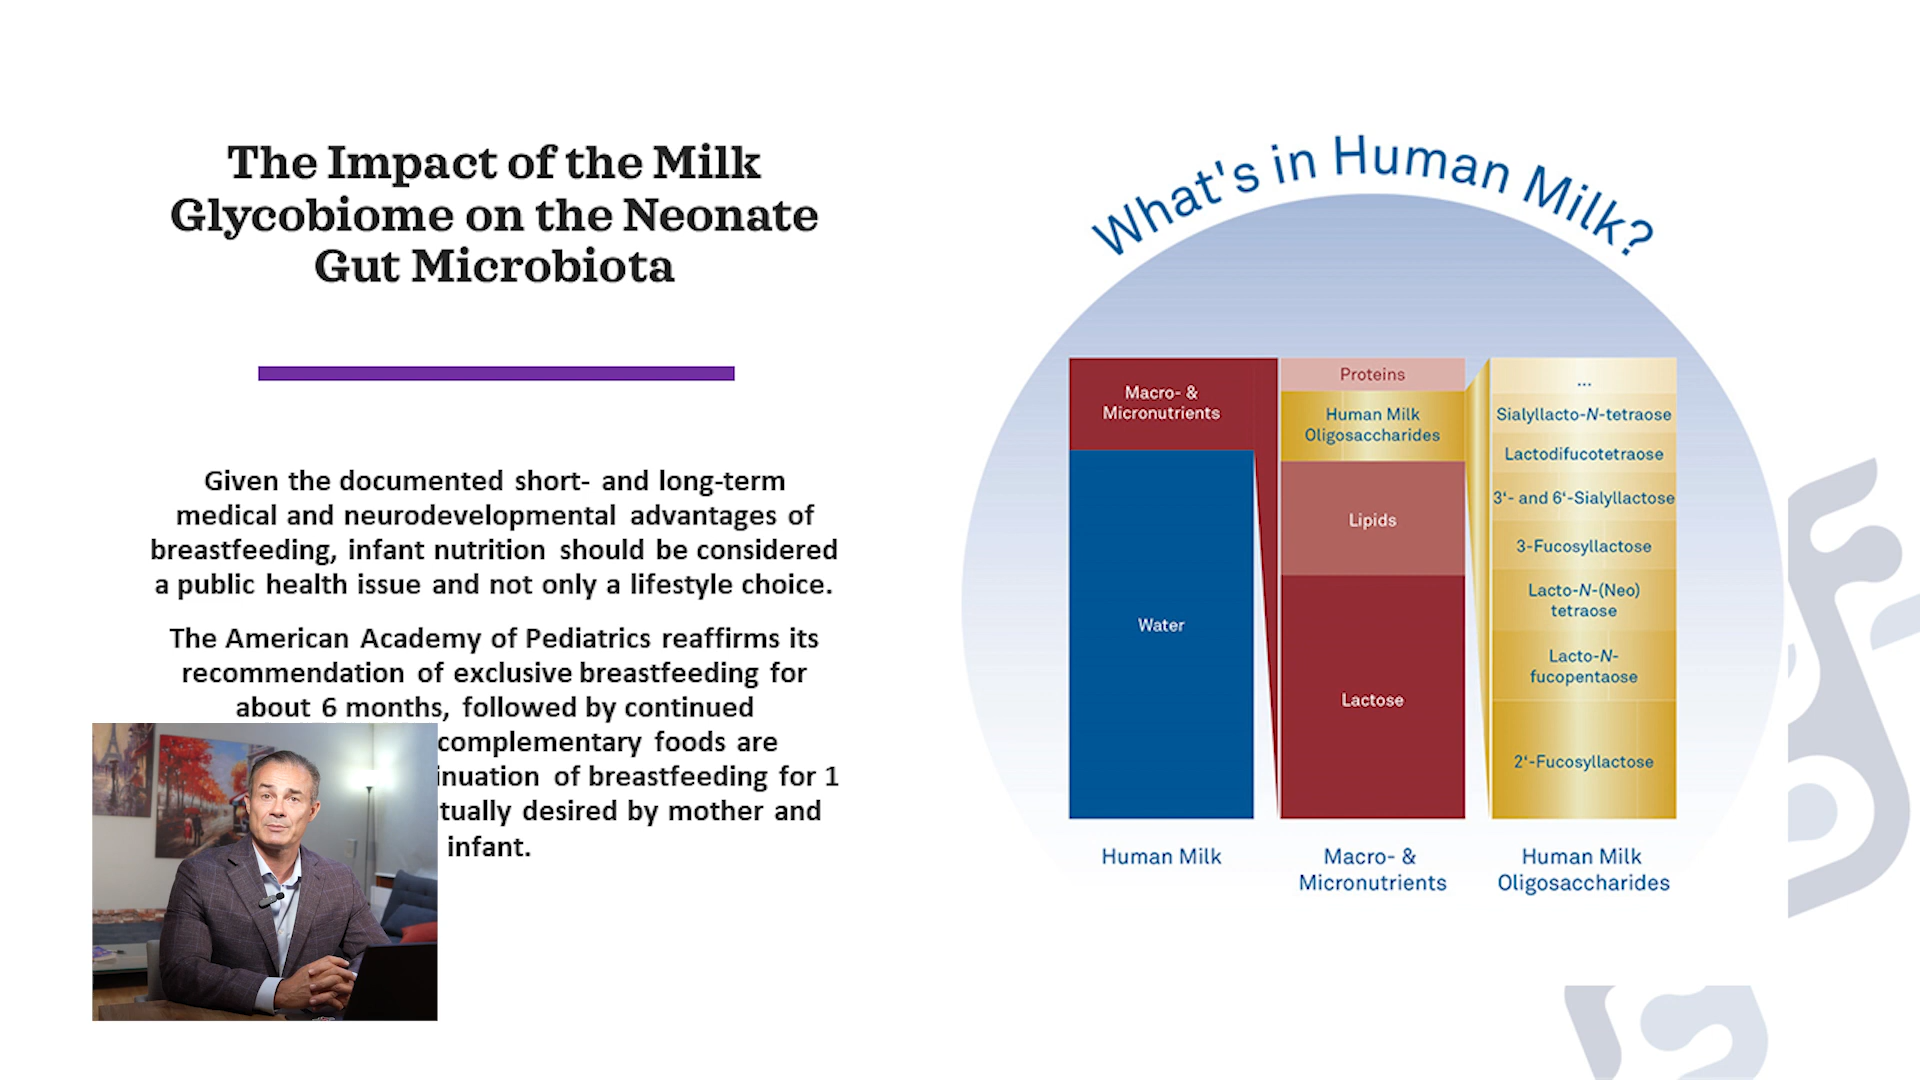 The Impact of the Milk
Glycobiome on the Neonate
Gut Microbiota
Given the documented short- and long-term
medical and neurodevelopmental advantages of
breastfeeding, infant nutrition should be considered
a public health issue and not only a lifestyle choice.
The American Academy of Pediatrics reaffirms its
recommendation of exclusive breastfeeding for
about 6 months, followed by continued
complementary foods are
of breastfeeding for 1
desired by mother and
infant.
What's in Human Milk?
Macro- &
Micronutrients
Water
Human Milk
Proteins
Human Milk
Oligosaccharides
Lipids
Lactose
Macro- &
Micronutrients
...
Sialyllacto-N-tetraose
Lactodifucotetraose
3‘- and 6‘-Sialyllactose
3-Fucosyllactose
Lacto-N-(Neo)
tetraose
Lacto-N-
fucopentaose
2‘-Fucosyllactose
Human Milk
Oligosaccharides